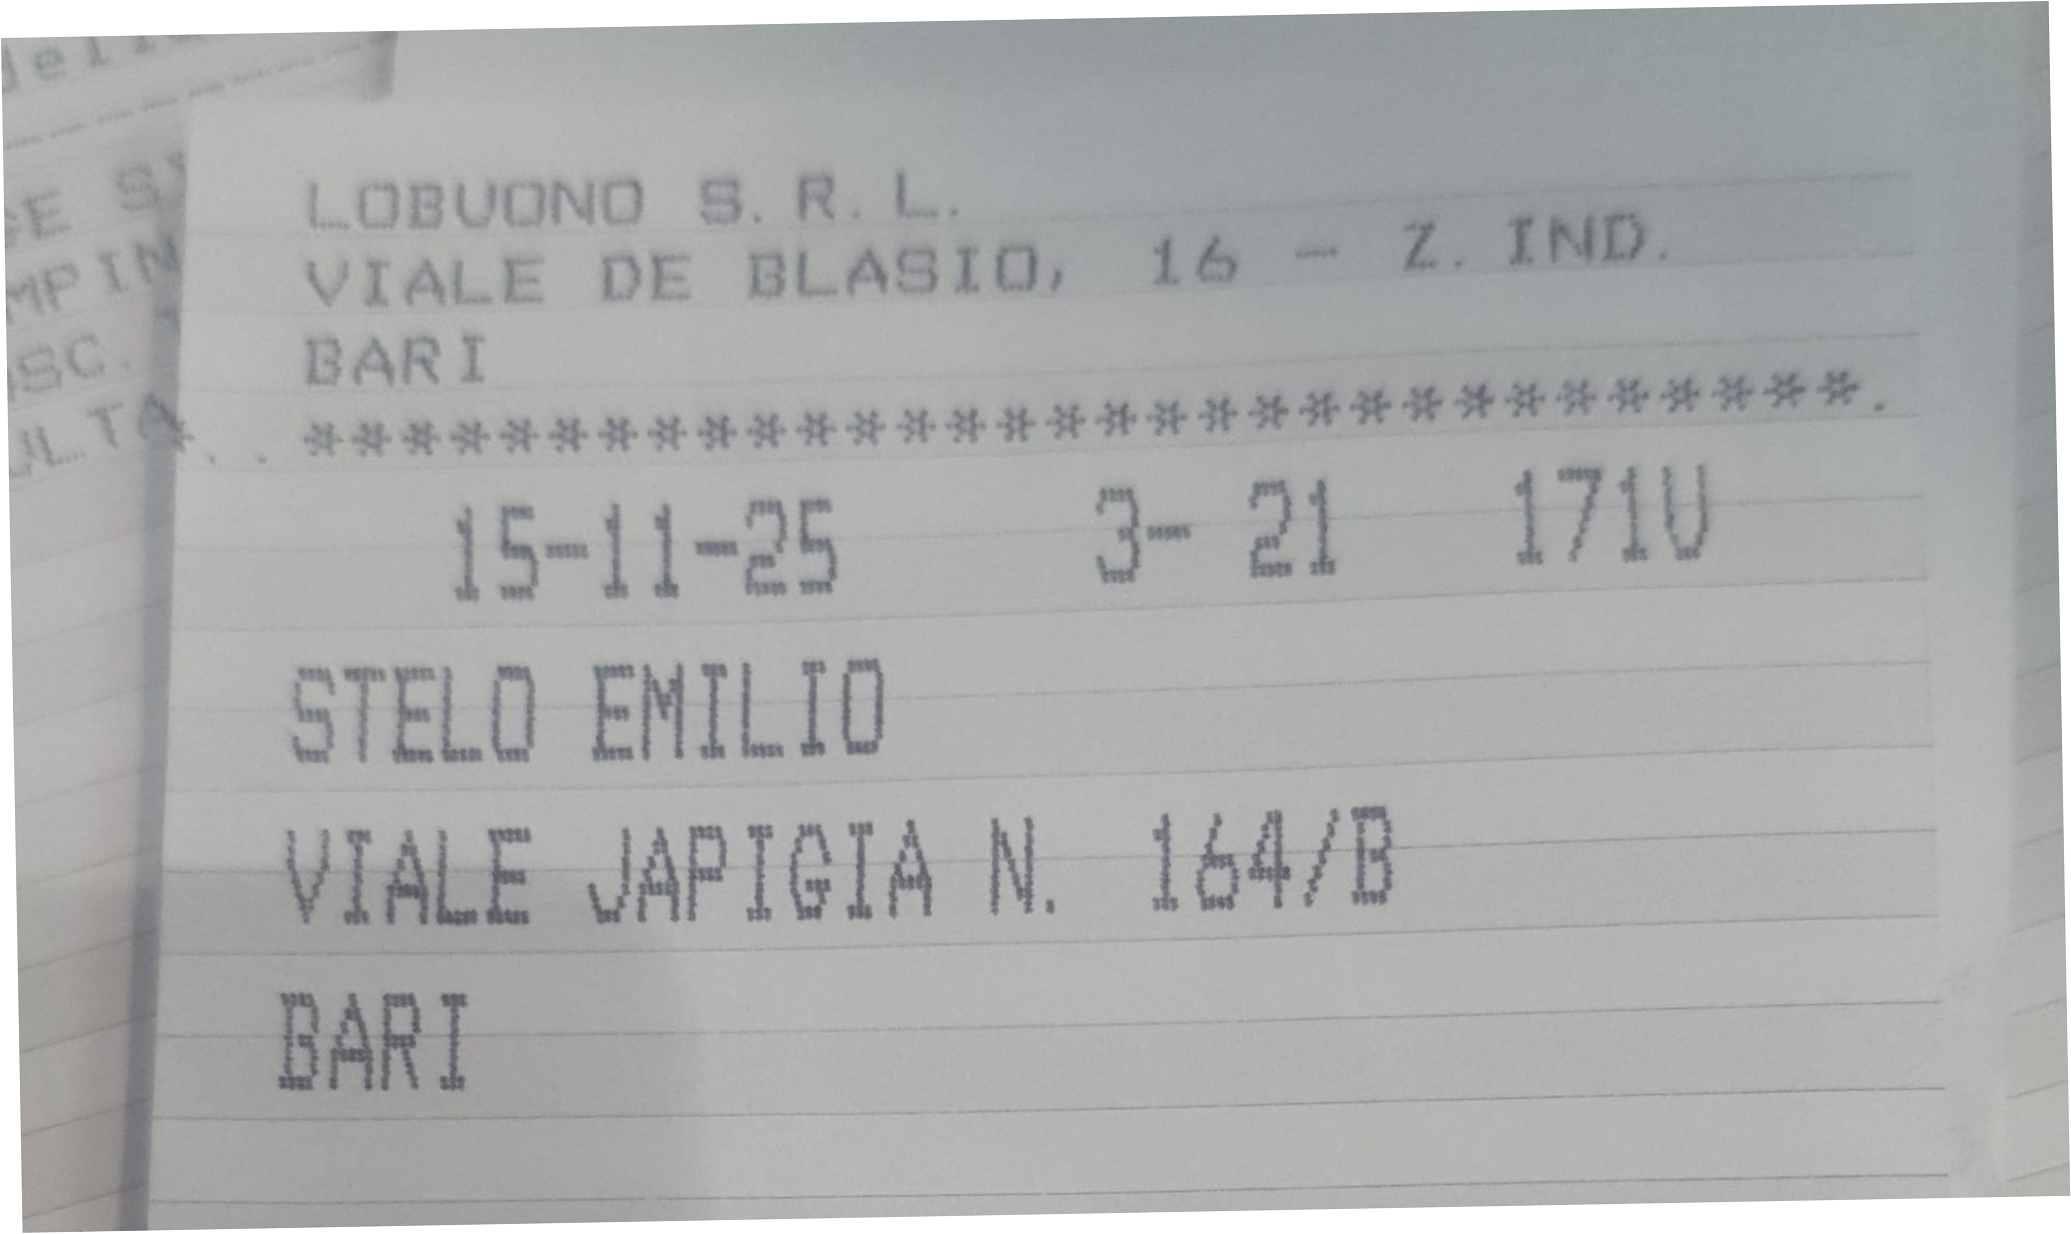 LOBUONO S.R.L.
VIALE DE BLASIO, 16 - Z.IND.
BARI
********************************.
15-11-25 3- 21 171U
STELO EMILIO
VIALE JAPIGIA N. 164/B
BARI